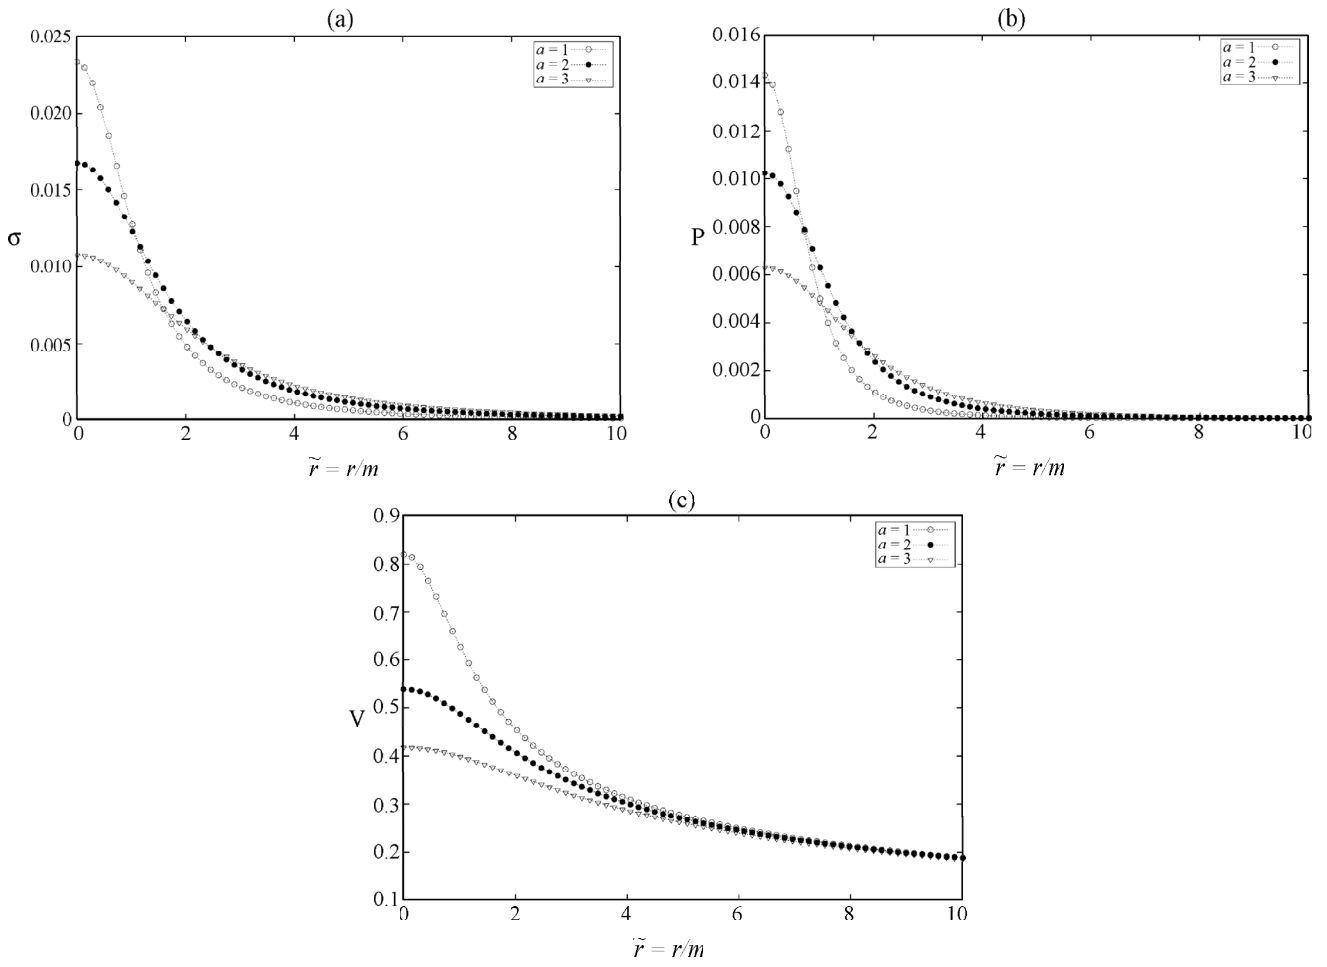 (a)
0.025
0.020
0.015
0.010
0.005
0
σ
a = 1
a = 2
a = 3
0 2 4 6 8 10
r̃ = r/m
(b)
0.016
0.014
0.012
0.010
0.008
0.006
0.004
0.002
0
P
a = 1
a = 2
a = 3
0 2 4 6 8 10
r̃ = r/m
(c)
0.9
0.8
0.7
0.6
0.5
0.4
0.3
0.2
0.1
V
a = 1
a = 2
a = 3
0 2 4 6 8 10
r̃ = r/m